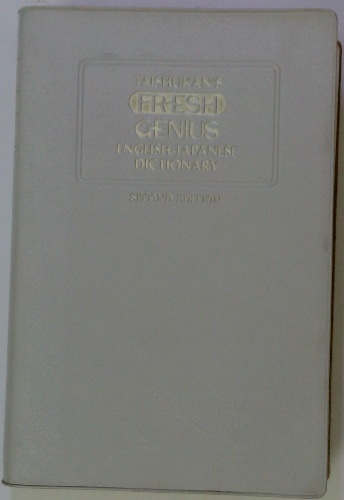 TAISHUKAN'S
FRESH
GENIUS
ENGLISH-JAPANESE
DICTIONARY
SECOND EDITION